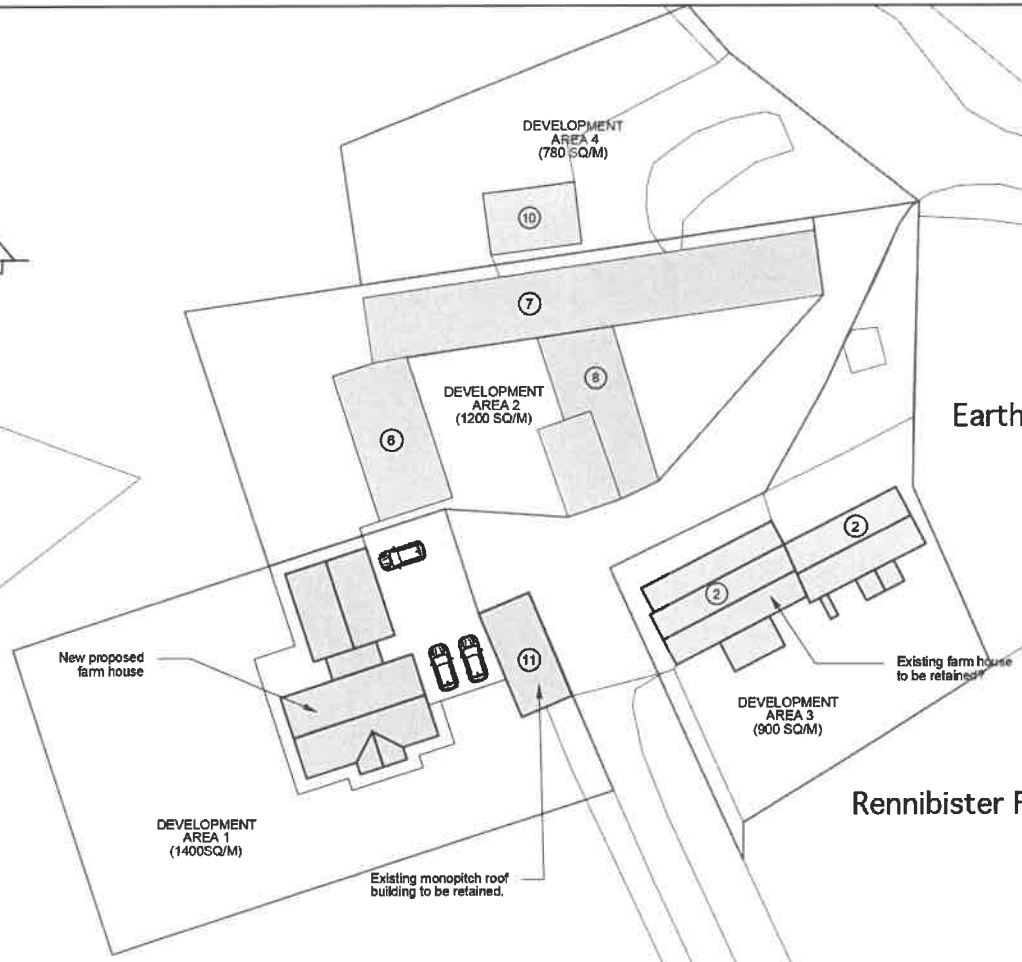 DEVELOPMENT
AREA 4
(780 SQ/M)
10
7
8
DEVELOPMENT
AREA 2
(1200 SQ/M)
6
Earth
2
2
New proposed
farm house
11
Existing farm house
to be retained
DEVELOPMENT
AREA 3
(900 SQ/M)
Rennibister F
DEVELOPMENT
AREA 1
(1400SQ/M)
Existing monopitch roof
building to be retained.